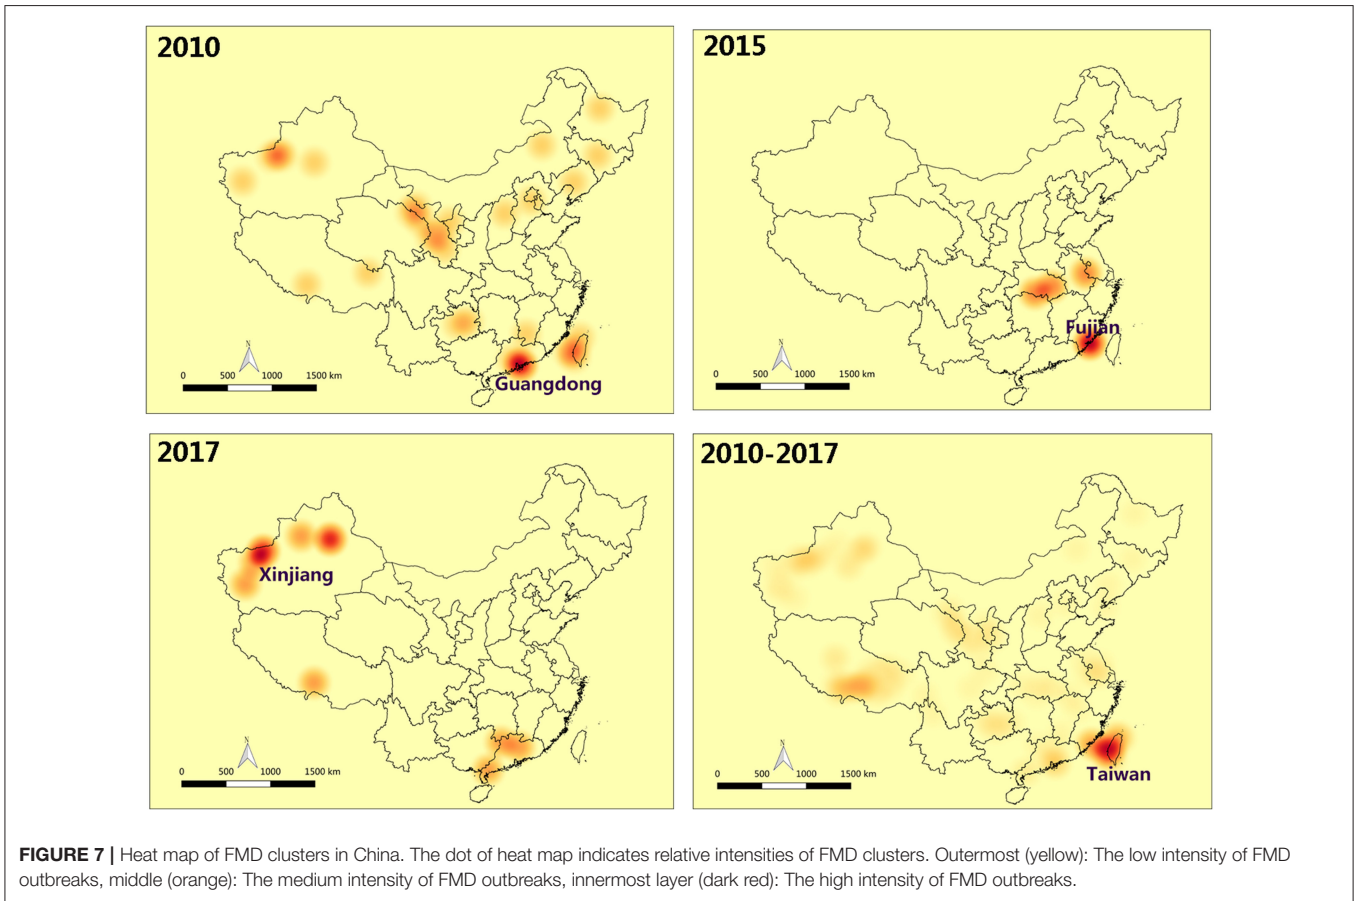 2010
N
0 500 1000 1500 km
Guangdong
2015
Fujian
N
0 500 1000 1500 km
2017
Xinjiang
N
0 500 1000 1500 km
2010-2017
N
0 500 1000 1500 km
Taiwan
FIGURE 7 | Heat map of FMD clusters in China. The dot of heat map indicates relative intensities of FMD clusters. Outermost (yellow): The low intensity of FMD
outbreaks, middle (orange): The medium intensity of FMD outbreaks, innermost layer (dark red): The high intensity of FMD outbreaks.